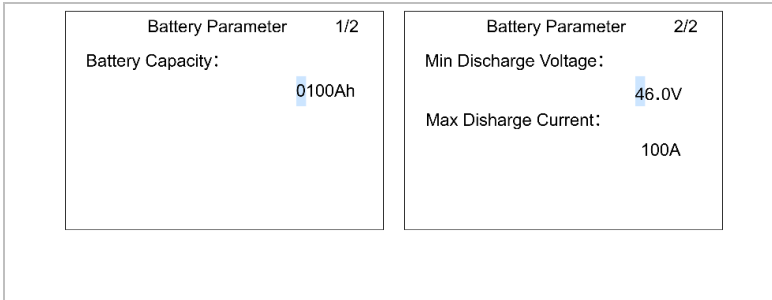 Battery Parameter 1/2
Battery Capacity:
0100Ah
Battery Parameter 2/2
Min Discharge Voltage:
46.0V
Max Disharge Current:
100A